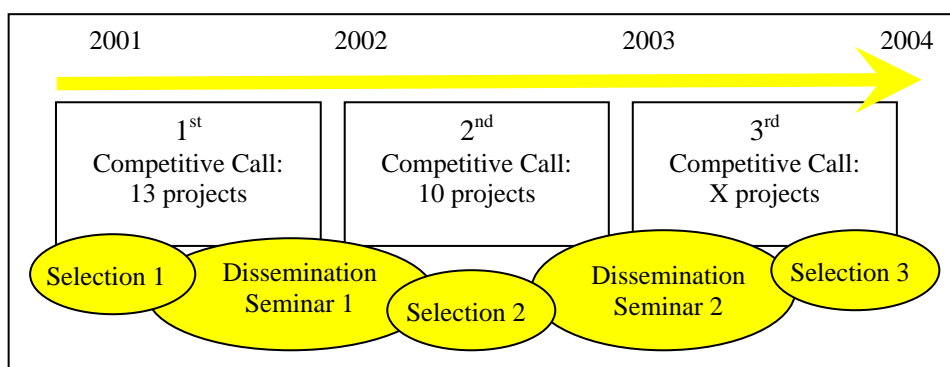 2001 2002 2003 2004
1st
Competitive Call:
13 projects
2nd
Competitive Call:
10 projects
3rd
Competitive Call:
X projects
Selection 1
Dissemination
Seminar 1
Selection 2
Dissemination
Seminar 2
Selection 3